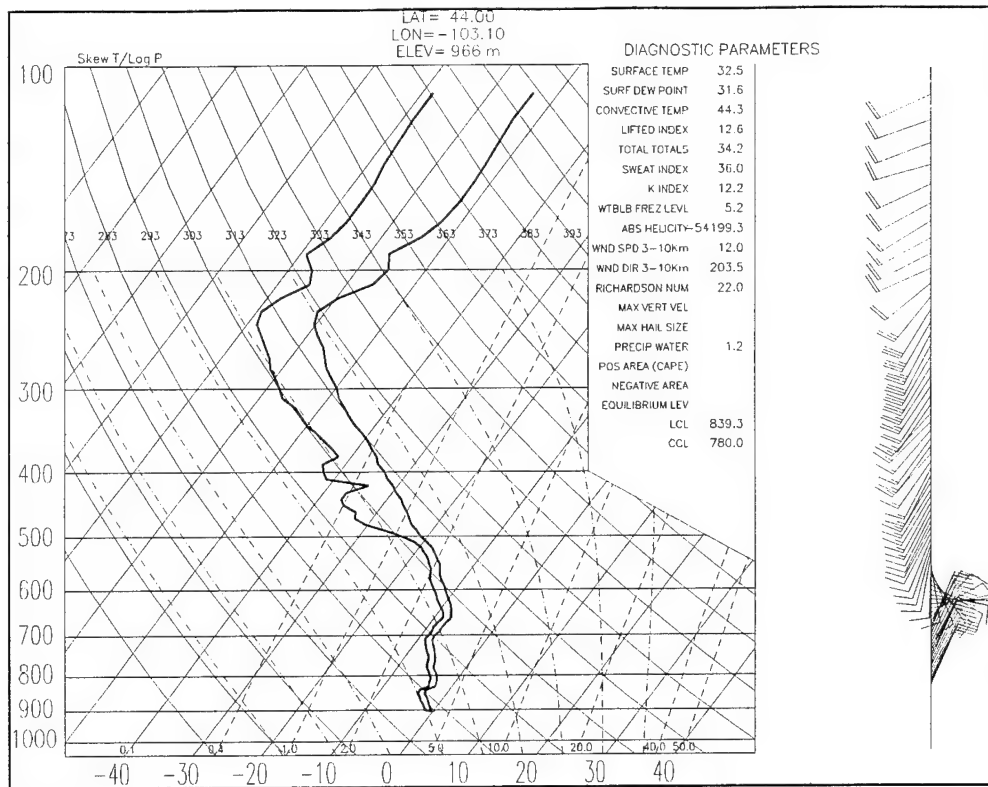 LAT= 44.00
LON=-103.10
ELEV= 966 m
Skew T/Log P
DIAGNOSTIC PARAMETERS
SURFACE TEMP 32.5
SURF DEW POINT 31.6
CONVECTIVE TEMP 44.3
LIFTED INDEX 12.6
TOTAL TOTALS 34.2
SWEAT INDEX 36.0
K INDEX 12.2
WTBLB FREZ LEVL 5.2
ABS HELICITY-54199.3
WND SPD 3-10Km 12.0
WND DIR 3-10Km 203.5
RICHARDSON NUM 22.0
MAX VERT VEL
MAX HAIL SIZE
PRECIP WATER 1.2
POS AREA (CAPE)
NEGATIVE AREA
EQUILIBRIUM LEV
LCL 839.3
CCL 780.0
100
73 283 293 303 313 323 333 343 353 363 373 383 393
200
300
400
500
600
700
800
900
1000
0.1 0.4 1.0 2.0 5.0 10.0 20.0 40.0 50.0
-40 -30 -20 -10 0 10 20 30 40